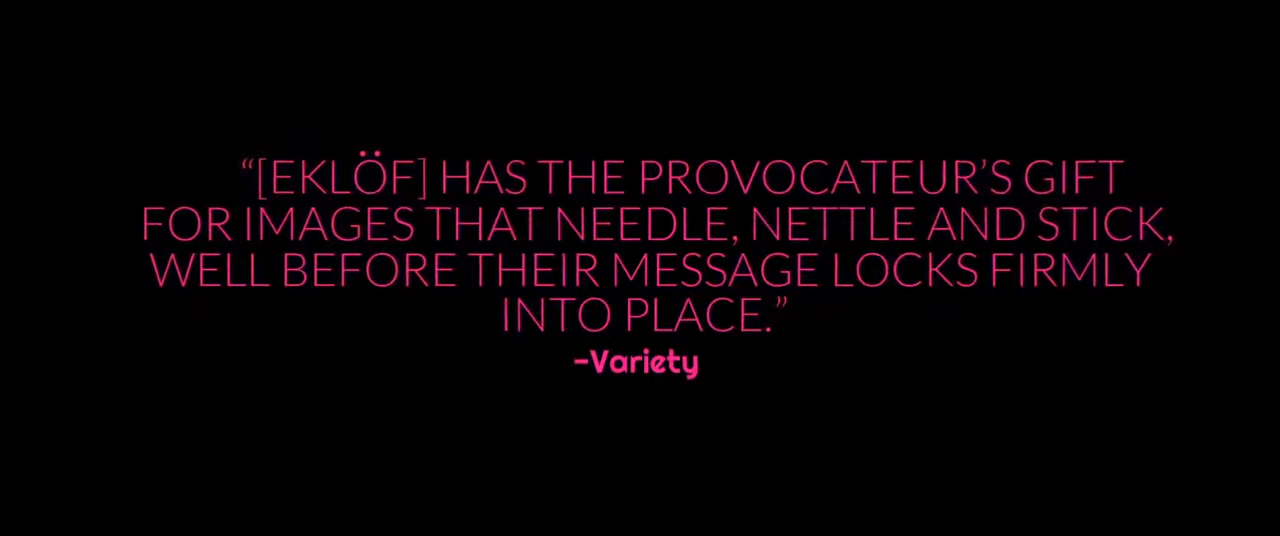 “[EKLÖF] HAS THE PROVOCATEUR’S GIFT
FOR IMAGES THAT NEEDLE, NETTLE AND STICK,
WELL BEFORE THEIR MESSAGE LOCKS FIRMLY
INTO PLACE.”
-Variety